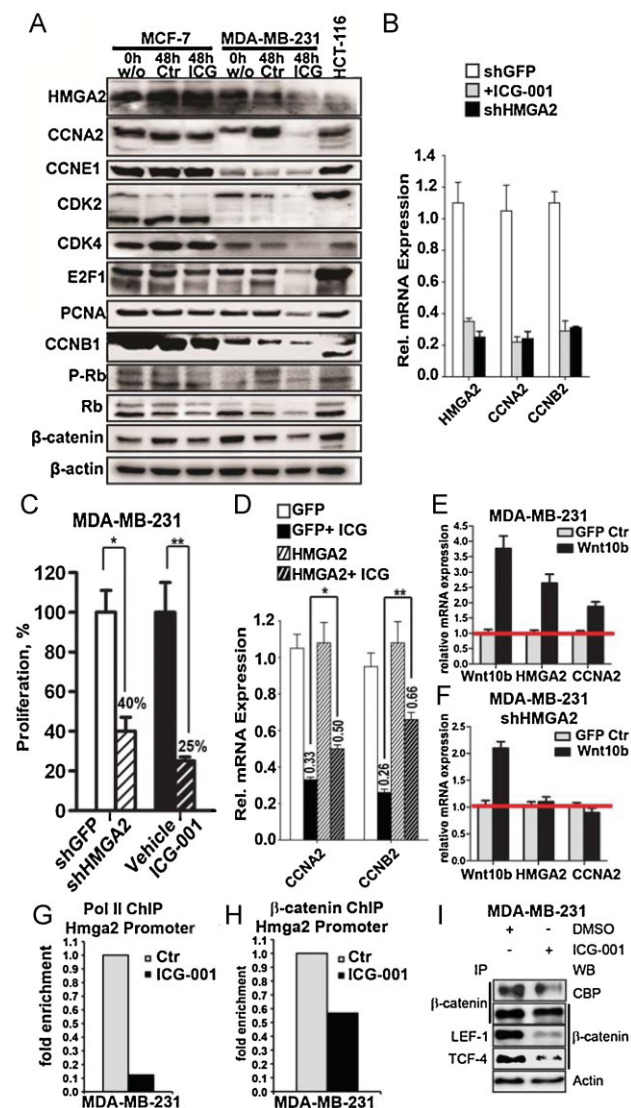 A
MCF-7 MDA-MB-231
0h 48h 48h 0h 48h 48h HCT-116
w/o Ctr ICG w/o Ctr ICG
HMGA2
CCNA2
CCNE1
CDK2
CDK4
E2F1
PCNA
CCNB1
P-Rb
Rb
β-catenin
β-actin
B
shGFP
+ICG-001
shHMGA2
Rel. mRNA Expression
1.4
1.2
1.0
0.8
0.6
0.4
0.2
0.0
HMGA2 CCNA2 CCNB2
C
MDA-MB-231
* **
Proliferation, %
120
100
80
60
40
20
0
40% 25%
shGFP shHMGA2 Vehicle ICG-001
D
GFP
GFP+ ICG
HMGA2
HMGA2+ ICG
* **
Rel. mRNA Expression
1.4
1.2
1.0
0.8
0.6
0.4
0.2
0.33 0.50 0.26 0.66
CCNA2 CCNB2
E
MDA-MB-231
GFP Ctr
Wnt10b
relative mRNA expression
4.5
4.0
3.5
3.0
2.5
2.0
1.5
1.0
0.5
0
Wnt10b HMGA2 CCNA2
F
MDA-MB-231
shHMGA2
GFP Ctr
Wnt10b
relative mRNA expression
2.5
2.0
1.5
1.0
0.5
0
Wnt10b HMGA2 CCNA2
G
Pol II ChIP
Hmga2 Promoter
Ctr
ICG-001
fold enrichment
1.1
1.0
0.9
0.8
0.7
0.6
0.5
0.4
0.3
0.2
0.1
0
MDA-MB-231
H
β-catenin ChIP
Hmga2 Promoter
Ctr
ICG-001
fold enrichment
1.1
1.0
0.9
0.8
0.7
0.6
0.5
0.4
0.3
0.2
0.1
0
MDA-MB-231
I
MDA-MB-231
+ - DMSO
- + ICG-001
IP WB
β-catenin CBP
LEF-1 β-catenin
TCF-4
Actin